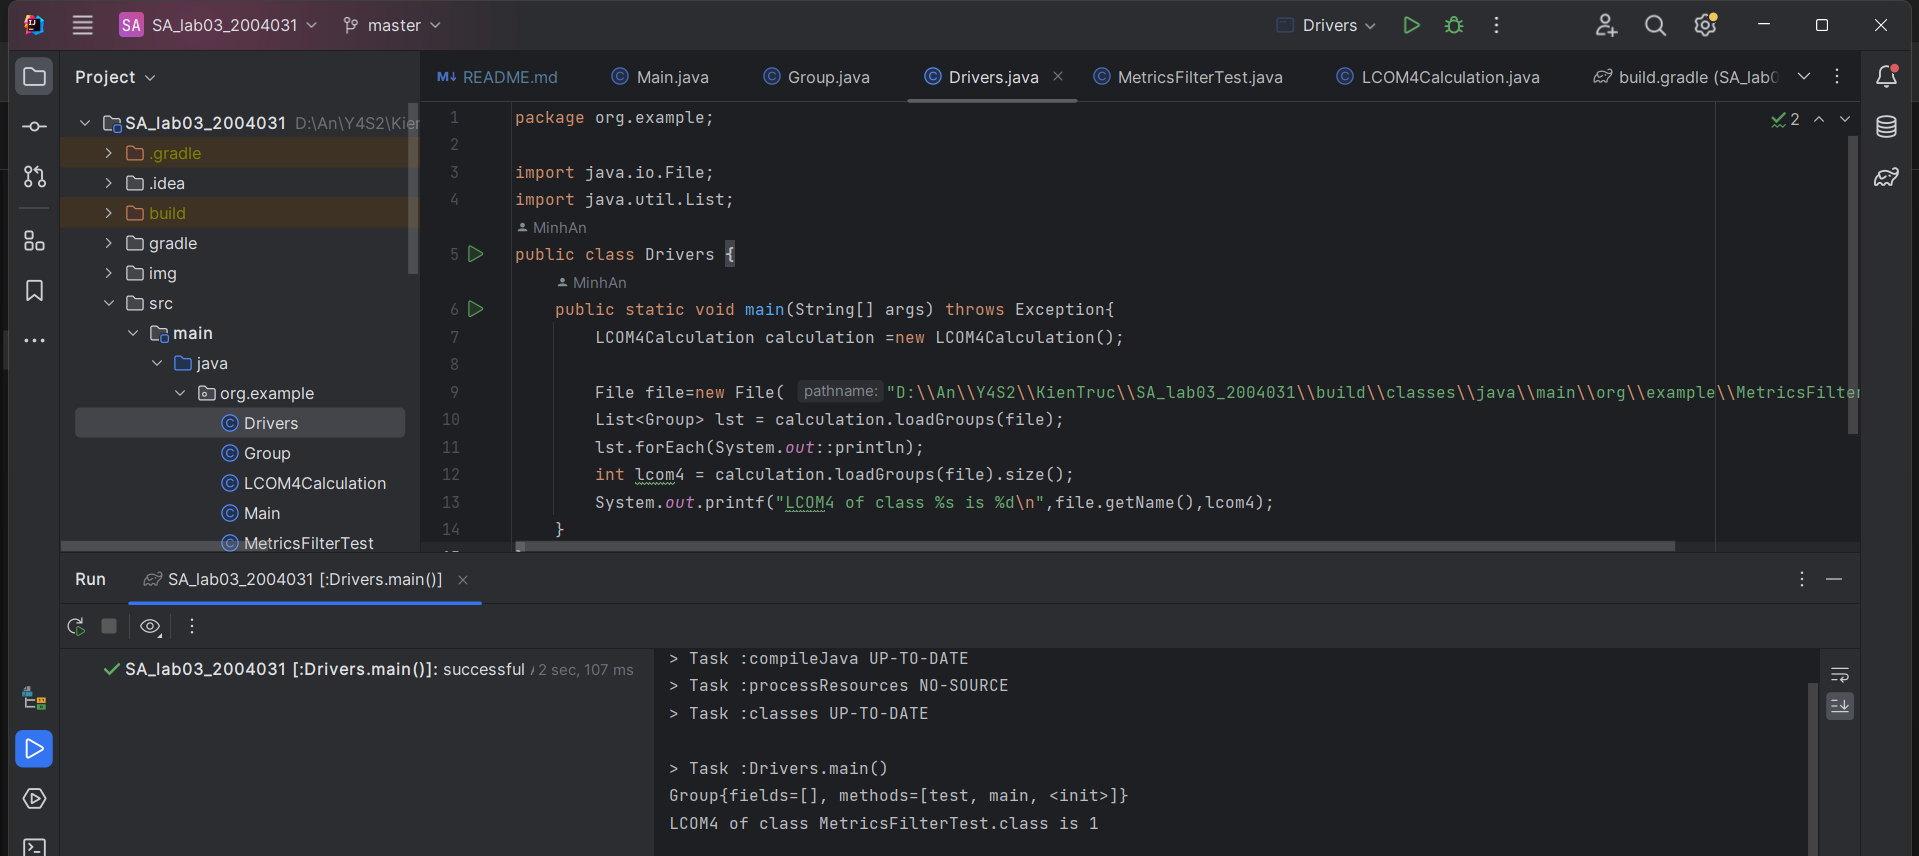 SA SA_lab03_2004031 master Drivers
Project
README.md Main.java Group.java Drivers.java MetricsFilterTest.java LCOM4Calculation.java build.gradle (SA_lab0
SA_lab03_2004031 D:\An\Y4S2\Kien
.gradle
.idea
build
gradle
img
src
main
java
org.example
Drivers
Group
LCOM4Calculation
Main
MetricsFilterTest
2
1 package org.example;
2
3 import java.io.File;
4 import java.util.List;
MinhAn
5 public class Drivers {
MinhAn
6 public static void main(String[] args) throws Exception{
7 LCOM4Calculation calculation =new LCOM4Calculation();
8
9 File file=new File( pathname: "D:\\An\\Y4S2\\KienTruc\\SA_lab03_2004031\\build\\classes\\java\\main\\org\\example\\MetricsFilter
10 List<Group> lst = calculation.loadGroups(file);
11 lst.forEach(System.out::println);
12 int lcom4 = calculation.loadGroups(file).size();
13 System.out.printf("LCOM4 of class %s is %d\n",file.getName(),lcom4);
14 }
Run SA_lab03_2004031 [:Drivers.main()]
SA_lab03_2004031 [:Drivers.main()]: successful 2 sec, 107 ms
> Task :compileJava UP-TO-DATE
> Task :processResources NO-SOURCE
> Task :classes UP-TO-DATE
> Task :Drivers.main()
Group{fields=[], methods=[test, main, <init>]}
LCOM4 of class MetricsFilterTest.class is 1